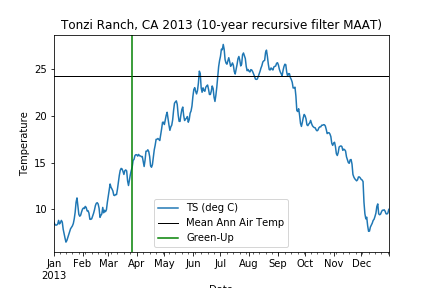 Tonzi Ranch, CA 2013 (10-year recursive filter MAAT)
Temperature
25
20
15
10
TS (deg C)
Mean Ann Air Temp
Green-Up
Jan Feb Mar Apr May Jun Jul Aug Sep Oct Nov Dec
2013